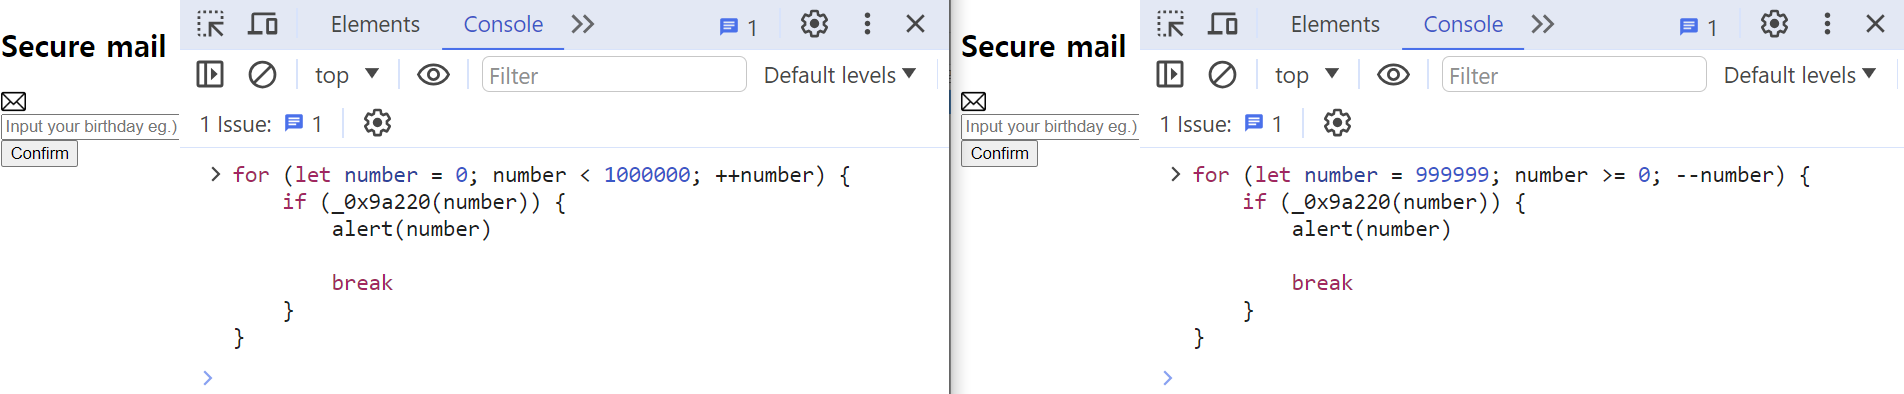 Secure mail
Input your birthday eg.)
Confirm
Elements Console 1
top Filter Default levels
1 Issue: 1
for (let number = 0; number < 1000000; ++number) {
    if (_0x9a220(number)) {
        alert(number)
        break
    }
}
Secure mail
Input your birthday eg.)
Confirm
Elements Console 1
top Filter Default levels
1 Issue: 1
for (let number = 999999; number >= 0; --number) {
    if (_0x9a220(number)) {
        alert(number)
        break
    }
}